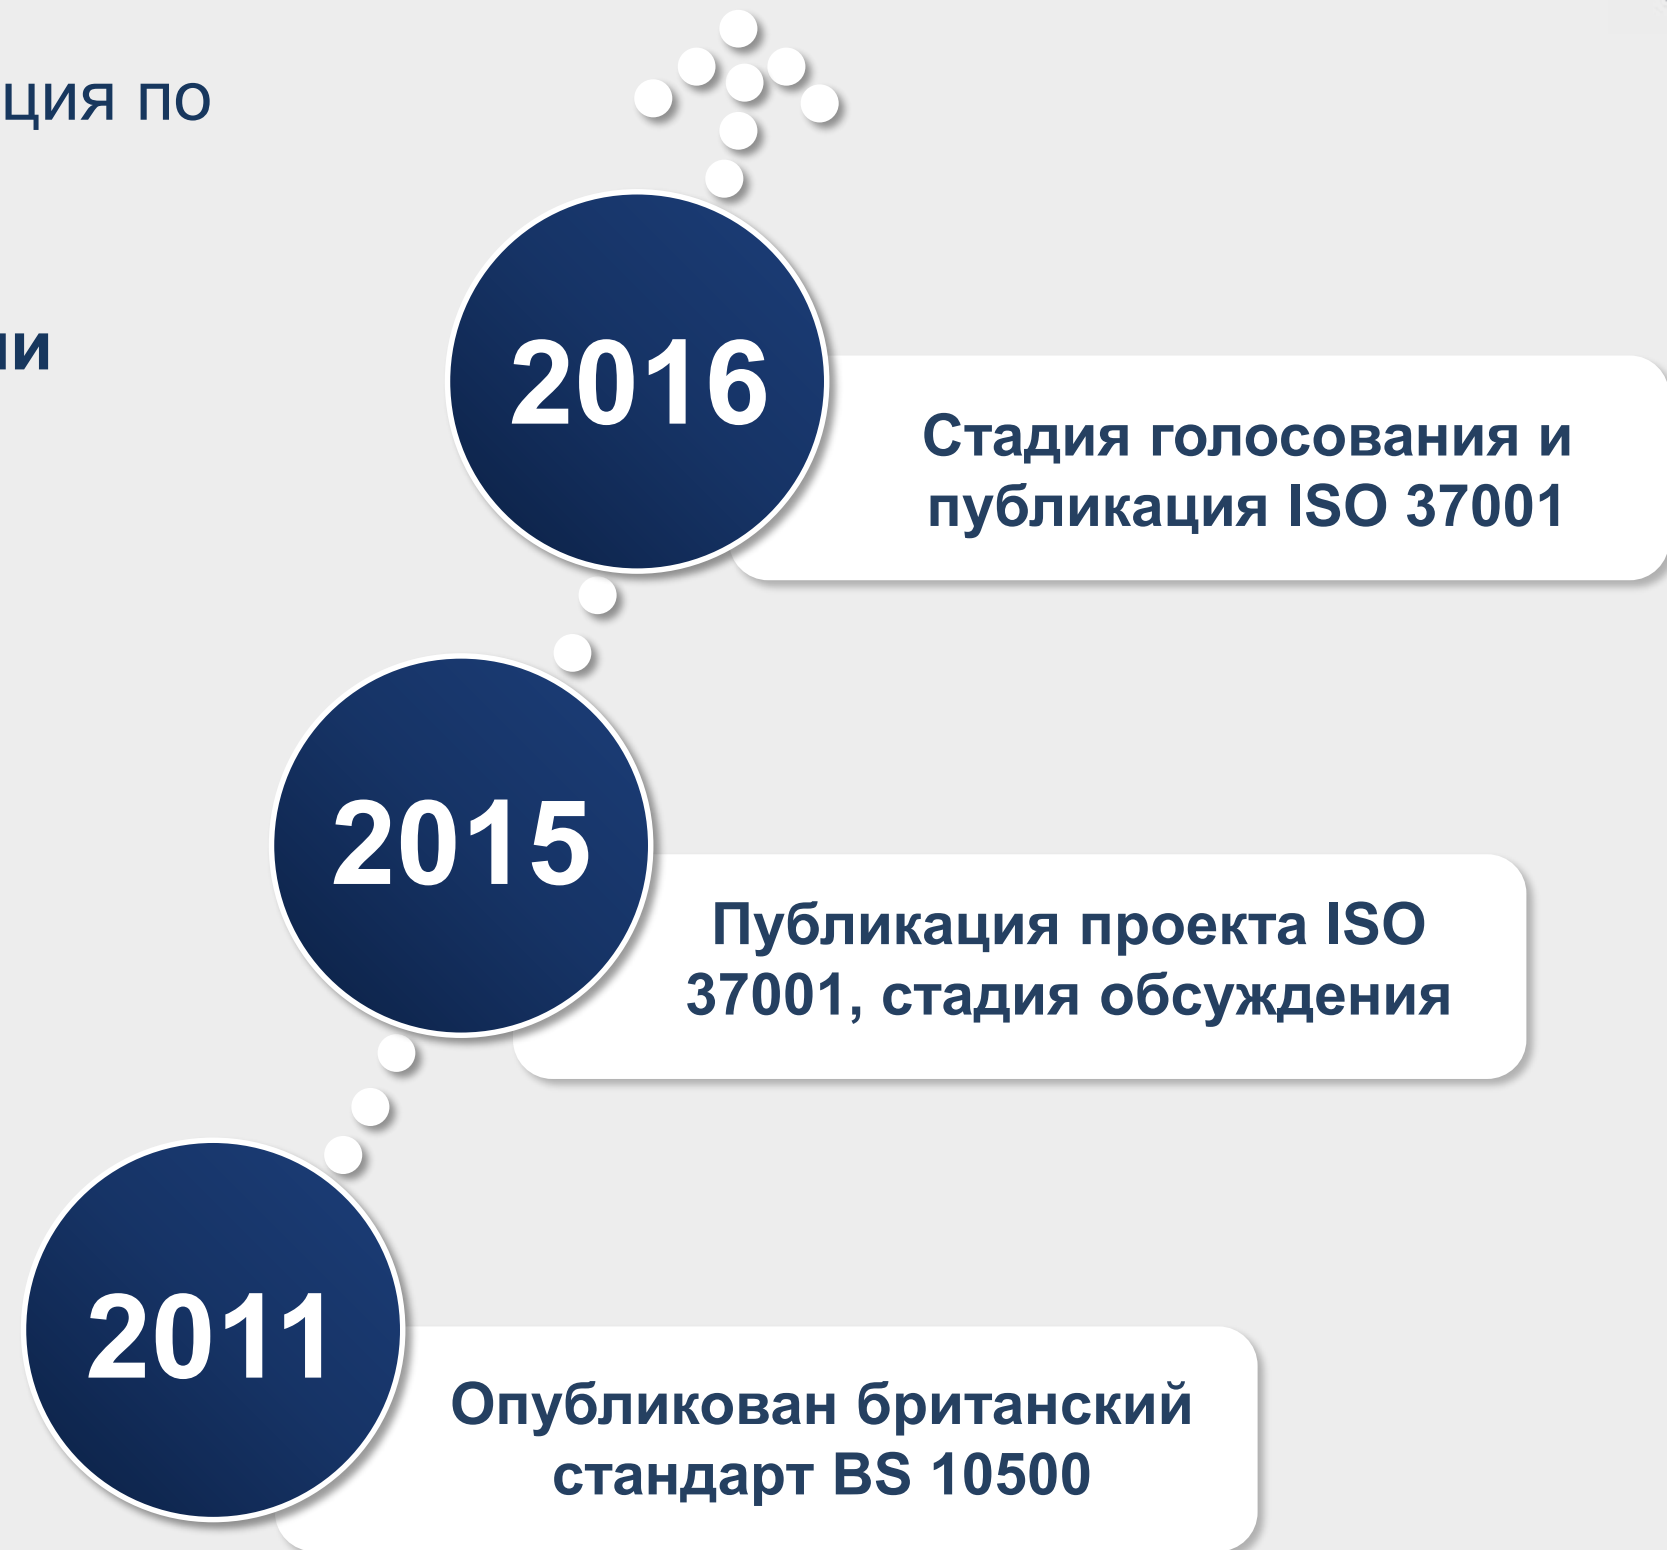 ция по
ии
2016
Стадия голосования и
публикация ISO 37001
2015
Публикация проекта ISO
37001, стадия обсуждения
2011
Опубликован британский
стандарт BS 10500